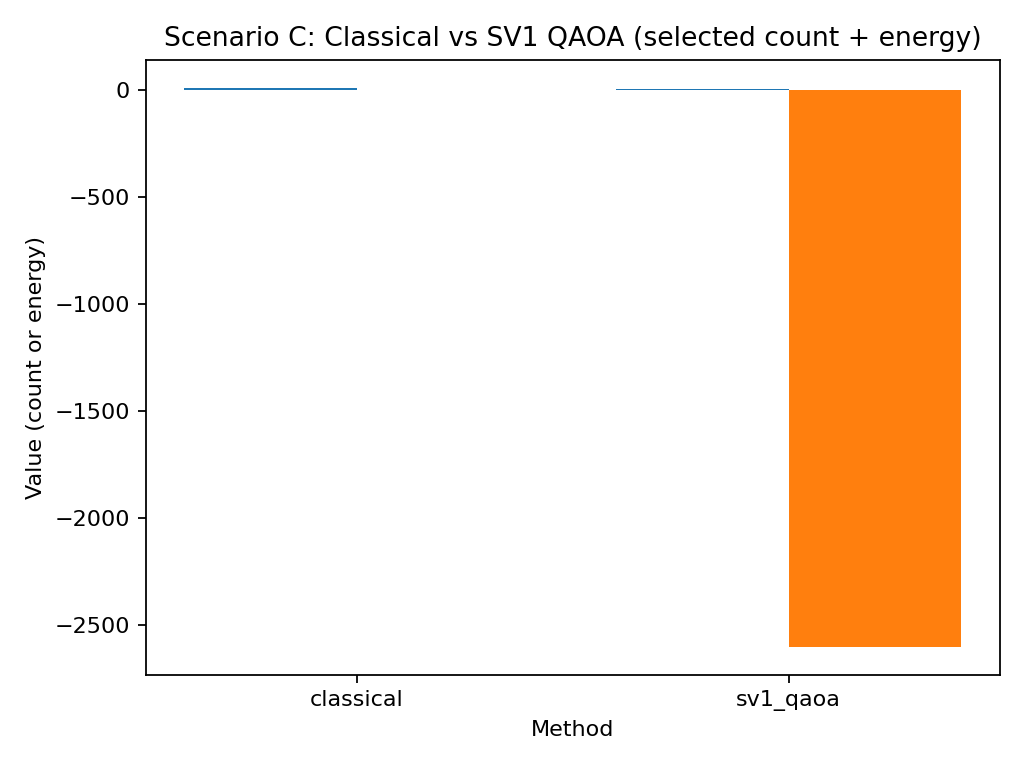 Scenario C: Classical vs SV1 QAOA (selected count + energy)
0
−500
−1000
−1500
−2000
−2500
Value (count or energy)
classical
sv1_qaoa
Method